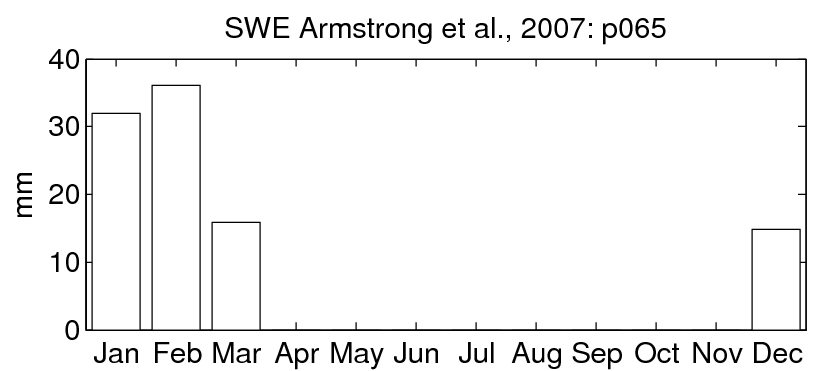 SWE Armstrong et al., 2007: p065
40
30
20
10
0
mm
Jan Feb Mar Apr May Jun Jul Aug Sep Oct Nov Dec